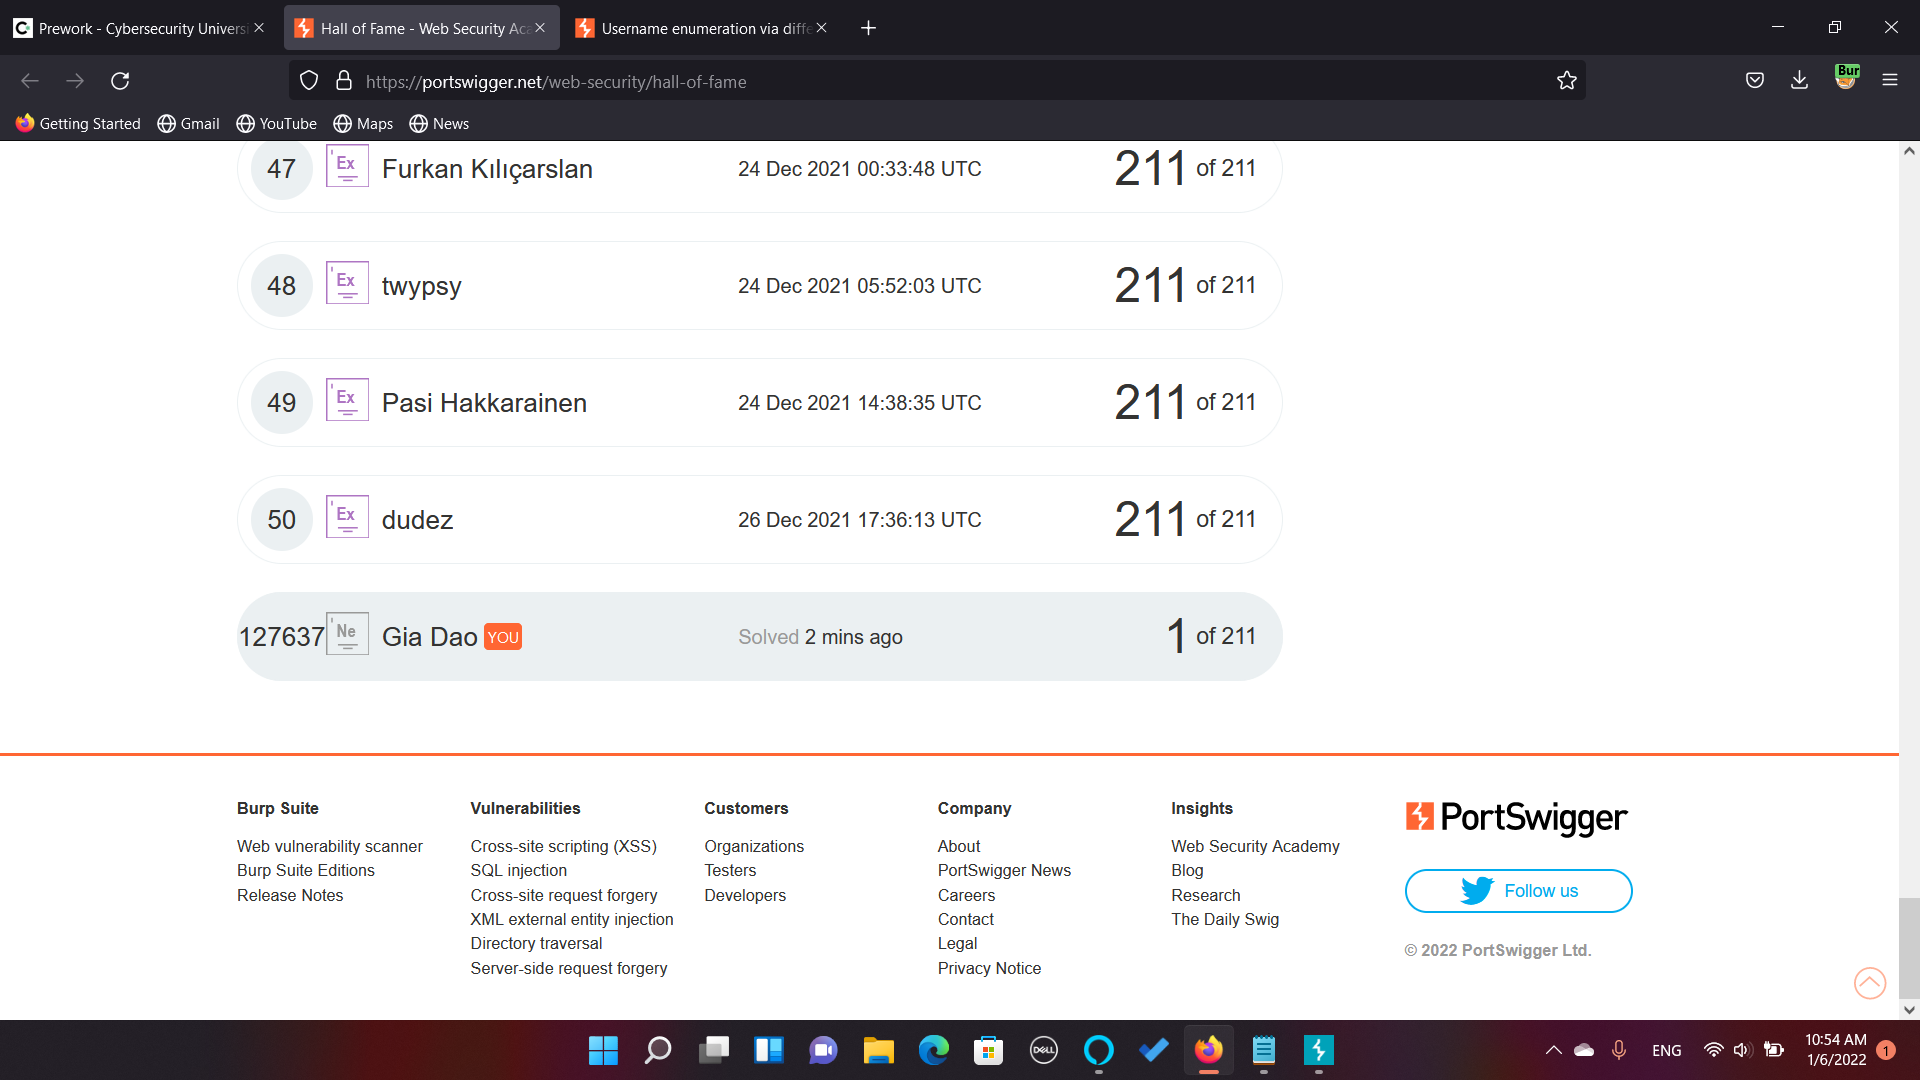 Prework - Cybersecurity Universi
Hall of Fame - Web Security Aca
Username enumeration via diffe
https://portswigger.net/web-security/hall-of-fame
Bur
Getting Started
Gmail
YouTube
Maps
News
47 Ex Furkan Kılıçarslan 24 Dec 2021 00:33:48 UTC 211 of 211
48 Ex twypsy 24 Dec 2021 05:52:03 UTC 211 of 211
49 Ex Pasi Hakkarainen 24 Dec 2021 14:38:35 UTC 211 of 211
50 Ex dudez 26 Dec 2021 17:36:13 UTC 211 of 211
127637 Ne Gia Dao YOU Solved 2 mins ago 1 of 211
Burp Suite
Web vulnerability scanner
Burp Suite Editions
Release Notes
Vulnerabilities
Cross-site scripting (XSS)
SQL injection
Cross-site request forgery
XML external entity injection
Directory traversal
Server-side request forgery
Customers
Organizations
Testers
Developers
Company
About
PortSwigger News
Careers
Contact
Legal
Privacy Notice
Insights
Web Security Academy
Blog
Research
The Daily Swig
PortSwigger
Follow us
© 2022 PortSwigger Ltd.
DELL
ENG
10:54 AM
1/6/2022
1